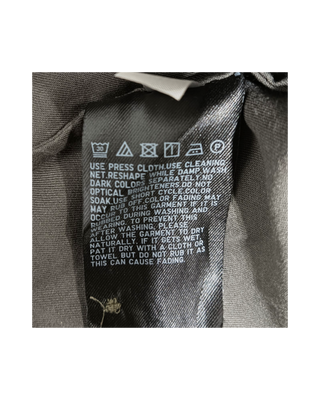 30
P
USE PRESS CLOTH.USE CLEANING
NET.RESHAPE WHILE DAMP.WASH
DARK COLORS SEPARATELY.NO
OPTICAL BRIGHTENERS.DO NOT
SOAK.USE SHORT CYCLE.COLOR
MAY RUB OFF.COLOR FADING MAY
OCCUR TO THIS GARMENT IF IT IS
RUBBED DURING WASHING AND
WEARING. TO PREVENT THIS
AFTER WASHING, PLEASE
ALLOW THE GARMENT TO DRY
NATURALLY. IF IT GETS WET,
PAT IT DRY WITH A CLOTH OR
TOWEL BUT DO NOT RUB IT AS
THIS CAN CAUSE FADING.